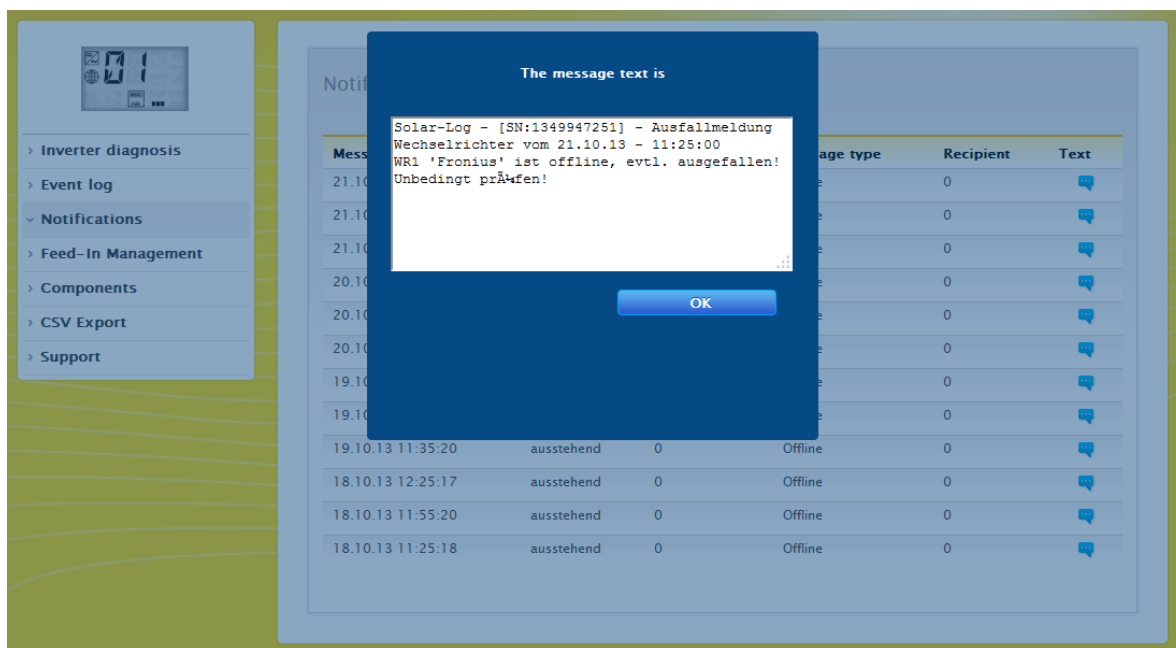 01
Inverter diagnosis
Event log
Notifications
Feed-In Management
Components
CSV Export
Support
The message text is
Solar-Log - [SN:1349947251] - Ausfallmeldung
Wechselrichter vom 21.10.13 - 11:25:00
WR1 'Fronius' ist offline, evtl. ausgefallen!
Unbedingt prÃ¼fen!
OK
Notif
Mess age type Recipient Text
21.10 e 0
21.10 e 0
21.10 e 0
20.10 e 0
20.10 e 0
20.10 e 0
19.10 e 0
19.10 e 0
19.10.13 11:35:20 ausstehend 0 Offline 0
18.10.13 12:25:17 ausstehend 0 Offline 0
18.10.13 11:55:20 ausstehend 0 Offline 0
18.10.13 11:25:18 ausstehend 0 Offline 0